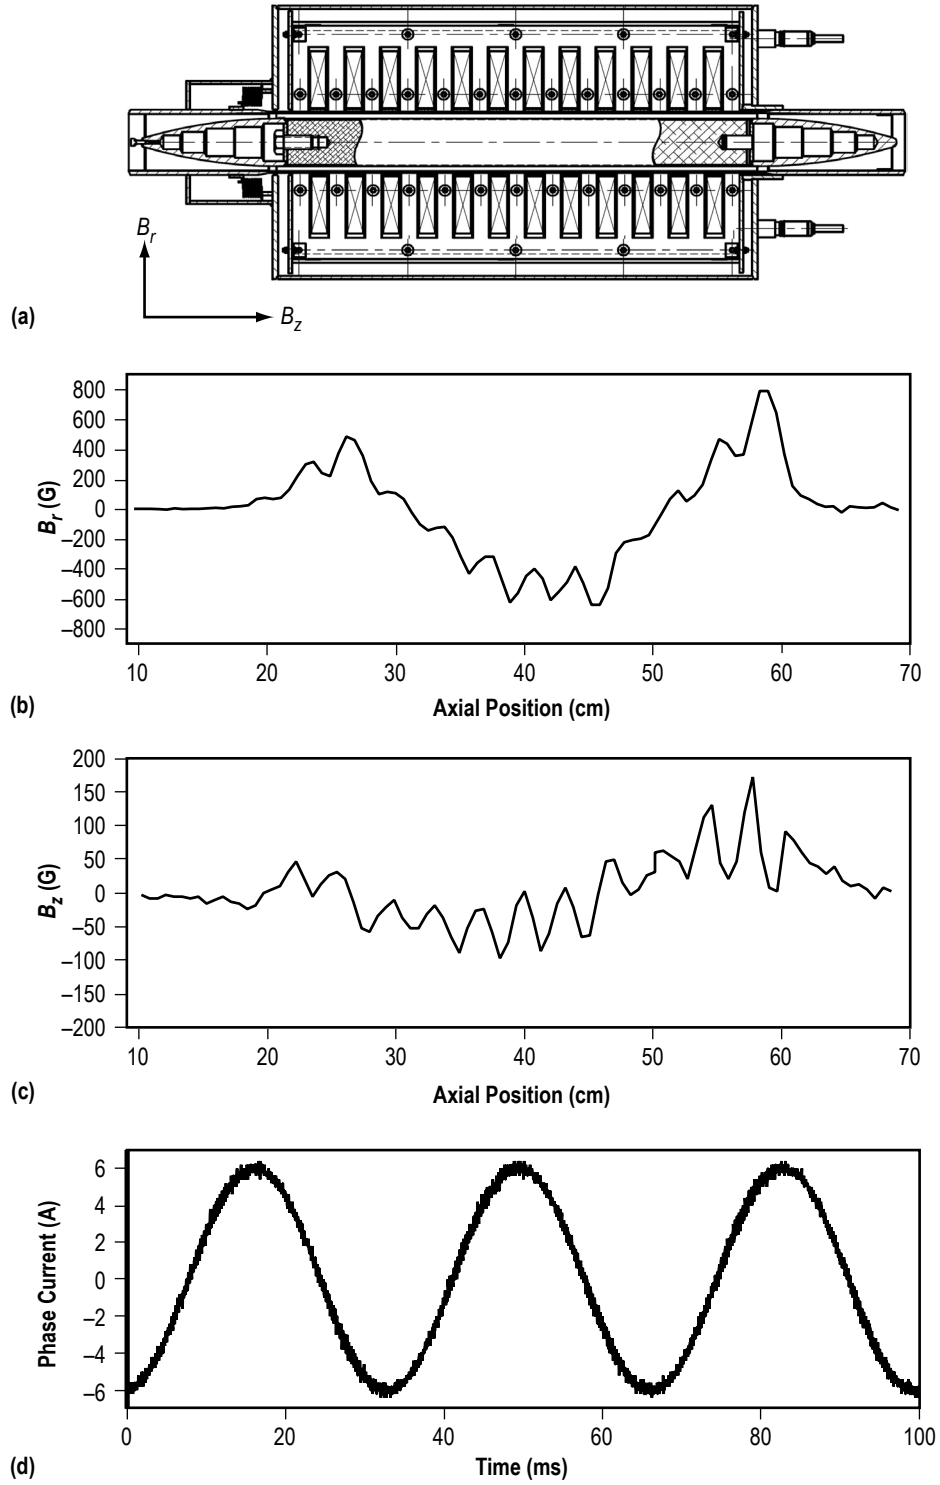 B_r
B_z
(a)
800
600
400
200
0
–200
–400
–600
–800
B_r (G)
10 20 30 40 50 60 70
Axial Position (cm)
(b)
200
150
100
50
0
–50
–100
–150
–200
B_z (G)
10 20 30 40 50 60 70
Axial Position (cm)
(c)
6
4
2
0
–2
–4
–6
Phase Current (A)
0 20 40 60 80 100
Time (ms)
(d)